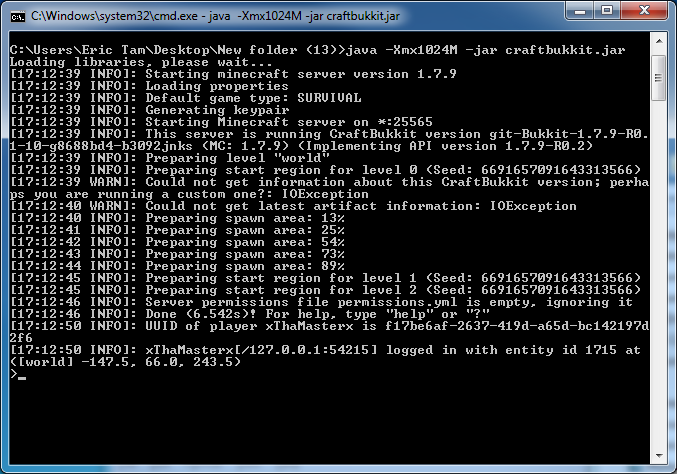 C:\Windows\system32\cmd.exe - java -Xmx1024M -jar craftbukkit.jar
C:\Users\Eric Tam\Desktop\New folder (13)>java -Xmx1024M -jar craftbukkit.jar
Loading libraries, please wait...
[17:12:39 INFO]: Starting minecraft server version 1.7.9
[17:12:39 INFO]: Loading properties
[17:12:39 INFO]: Default game type: SURVIVAL
[17:12:39 INFO]: Generating keypair
[17:12:39 INFO]: Starting Minecraft server on *:25565
[17:12:39 INFO]: This server is running CraftBukkit version git-Bukkit-1.7.9-R0.
1-10-g8688bd4-b3092jnks (MC: 1.7.9) (Implementing API version 1.7.9-R0.2)
[17:12:39 INFO]: Preparing level "world"
[17:12:39 INFO]: Preparing start region for level 0 (Seed: 6691657091643313566)
[17:12:39 WARN]: Could not get information about this CraftBukkit version; perha
ps you are running a custom one?: IOException
[17:12:40 WARN]: Could not get latest artifact information: IOException
[17:12:40 INFO]: Preparing spawn area: 13%
[17:12:41 INFO]: Preparing spawn area: 25%
[17:12:42 INFO]: Preparing spawn area: 54%
[17:12:43 INFO]: Preparing spawn area: 73%
[17:12:44 INFO]: Preparing spawn area: 89%
[17:12:45 INFO]: Preparing start region for level 1 (Seed: 6691657091643313566)
[17:12:45 INFO]: Preparing start region for level 2 (Seed: 6691657091643313566)
[17:12:46 INFO]: Server permissions file permissions.yml is empty, ignoring it
[17:12:46 INFO]: Done (6.542s)! For help, type "help" or "?"
[17:12:50 INFO]: UUID of player xThaMasterx is f17be6af-2637-419d-a65d-bc142197d
2f6
[17:12:50 INFO]: xThaMasterx[/127.0.0.1:54215] logged in with entity id 1715 at
([world] -147.5, 66.0, 243.5)
>_